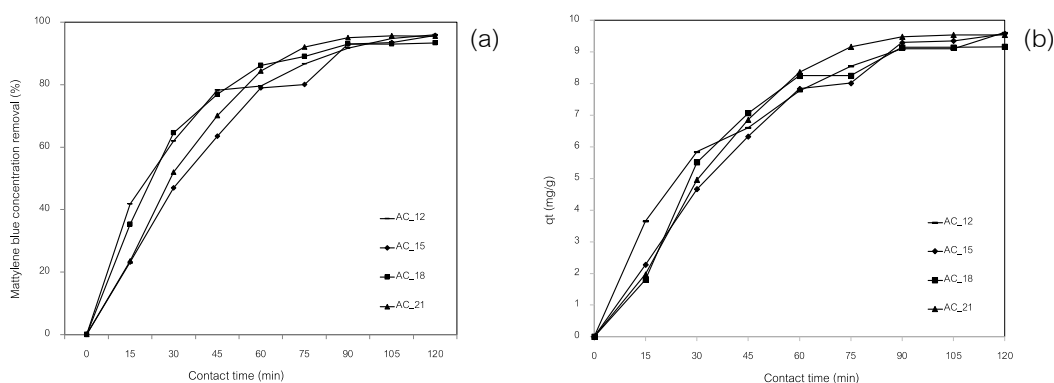 (a)
Mattylene blue concentration removal (%)
100
80
60
40
20
0
AC_12
AC_15
AC_18
AC_21
0 15 30 45 60 75 90 105 120
Contact time (min)
(b)
qt (mg/g)
10
9
8
7
6
5
4
3
2
1
0
AC_12
AC_15
AC_18
AC_21
0 15 30 45 60 75 90 105 120
Contact time (min)